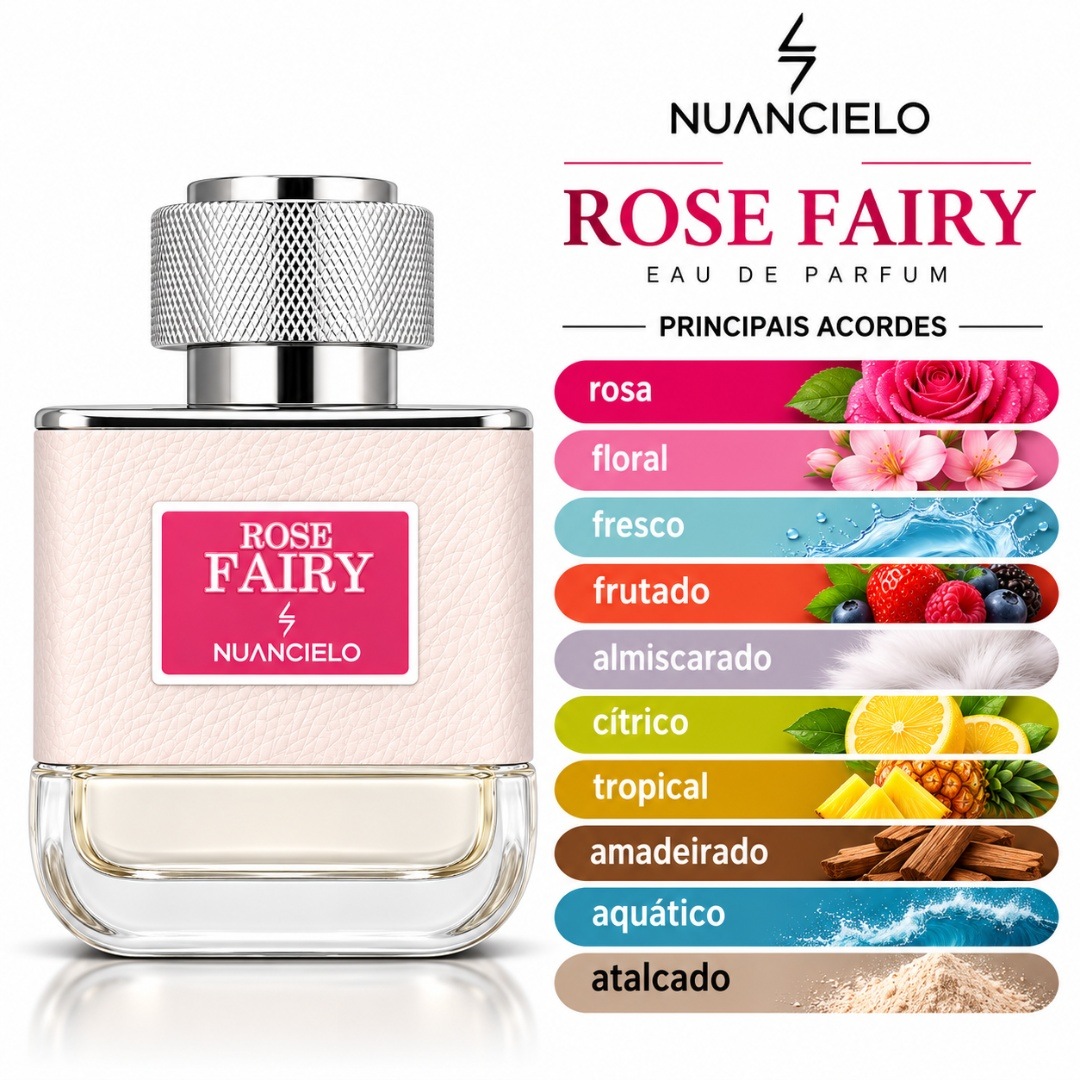 NUANCIELO
ROSE FAIRY
EAU DE PARFUM
PRINCIPAIS ACORDES
rosa
floral
fresco
frutado
almiscarado
cítrico
tropical
amadeirado
aquático
atalcado
ROSE
FAIRY
NUANCIELO